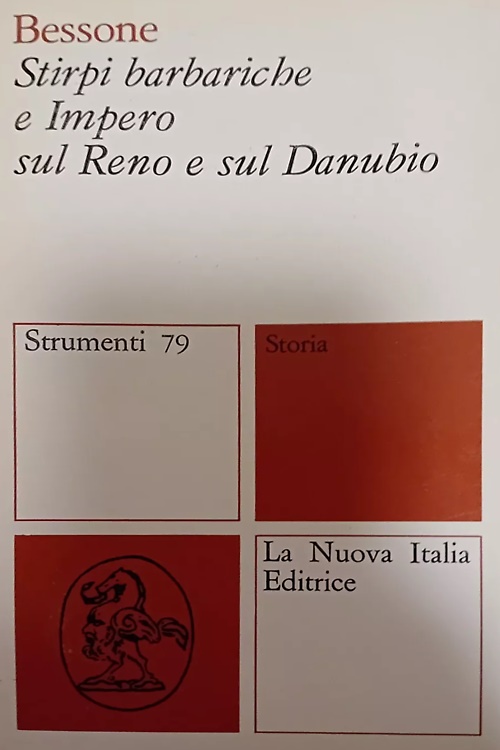 Bessone
Stirpi barbariche
e Impero
sul Reno e sul Danubio
Strumenti 79
Storia
La Nuova Italia
Editrice